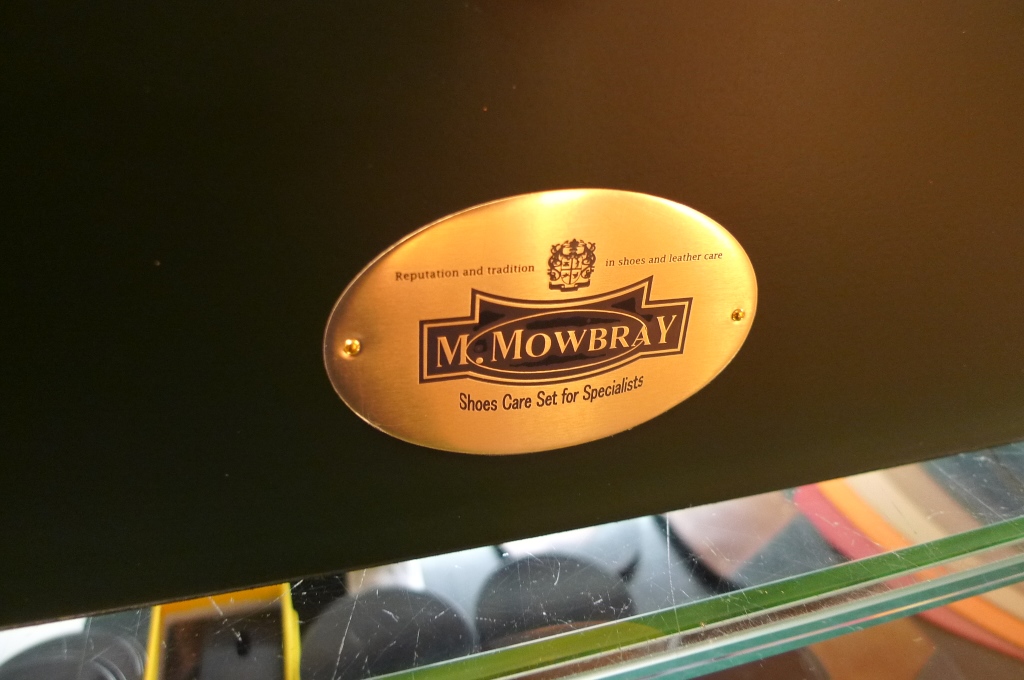 Reputation and tradition in shoes and leather care
M. MOWBRAY
Shoes Care Set for Specialists